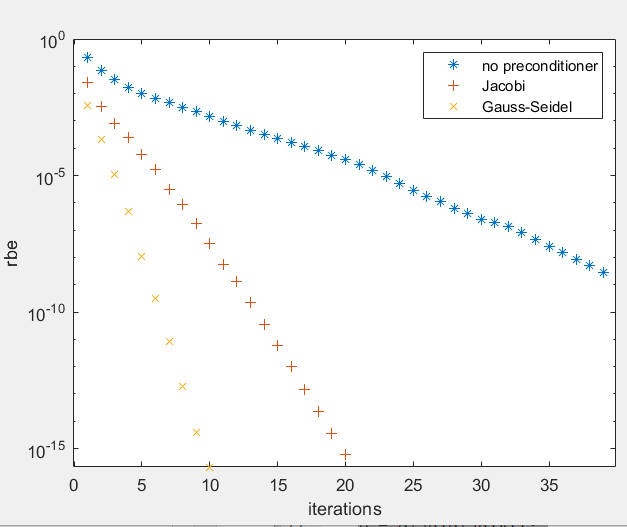 10^0
no preconditioner
Jacobi
Gauss-Seidel
10^-5
rbe
10^-10
10^-15
0 5 10 15 20 25 30 35
iterations